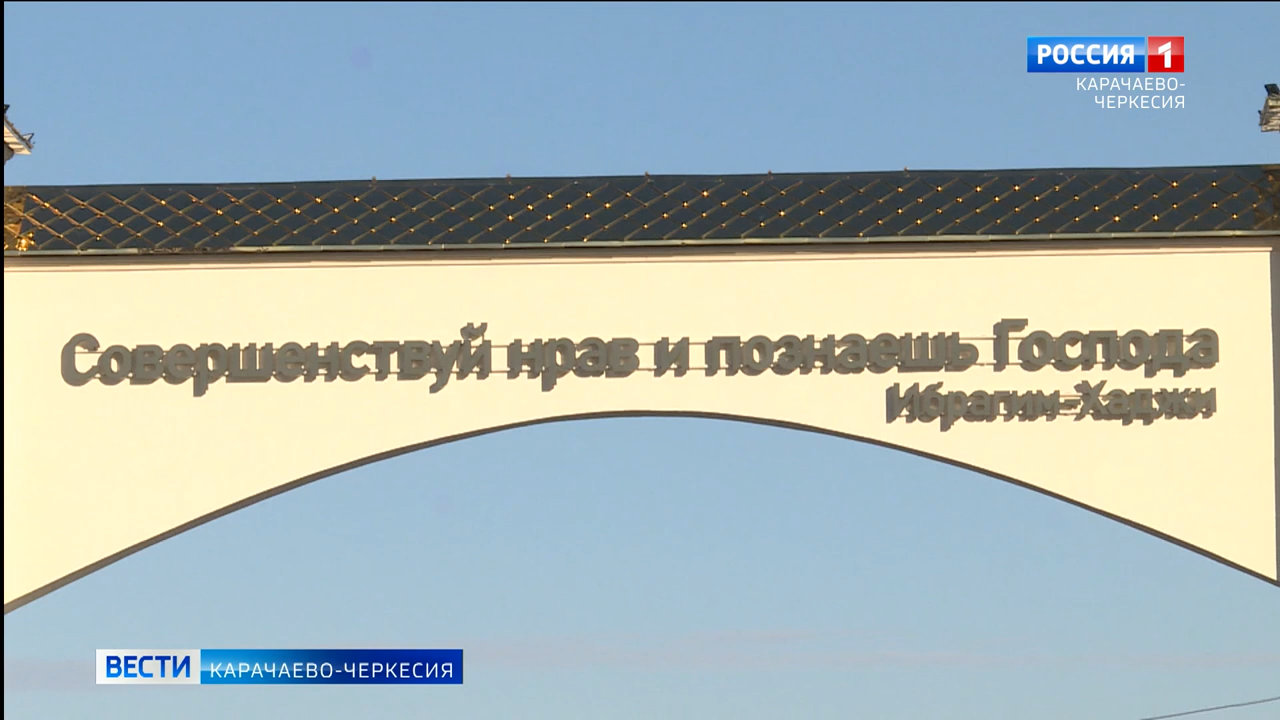 РОССИЯ 1
КАРАЧАЕВО-
ЧЕРКЕСИЯ
Совершенствуй нрав и познаешь Господа
Ибрагим-Хаджи
ВЕСТИ КАРАЧАЕВО-ЧЕРКЕСИЯ